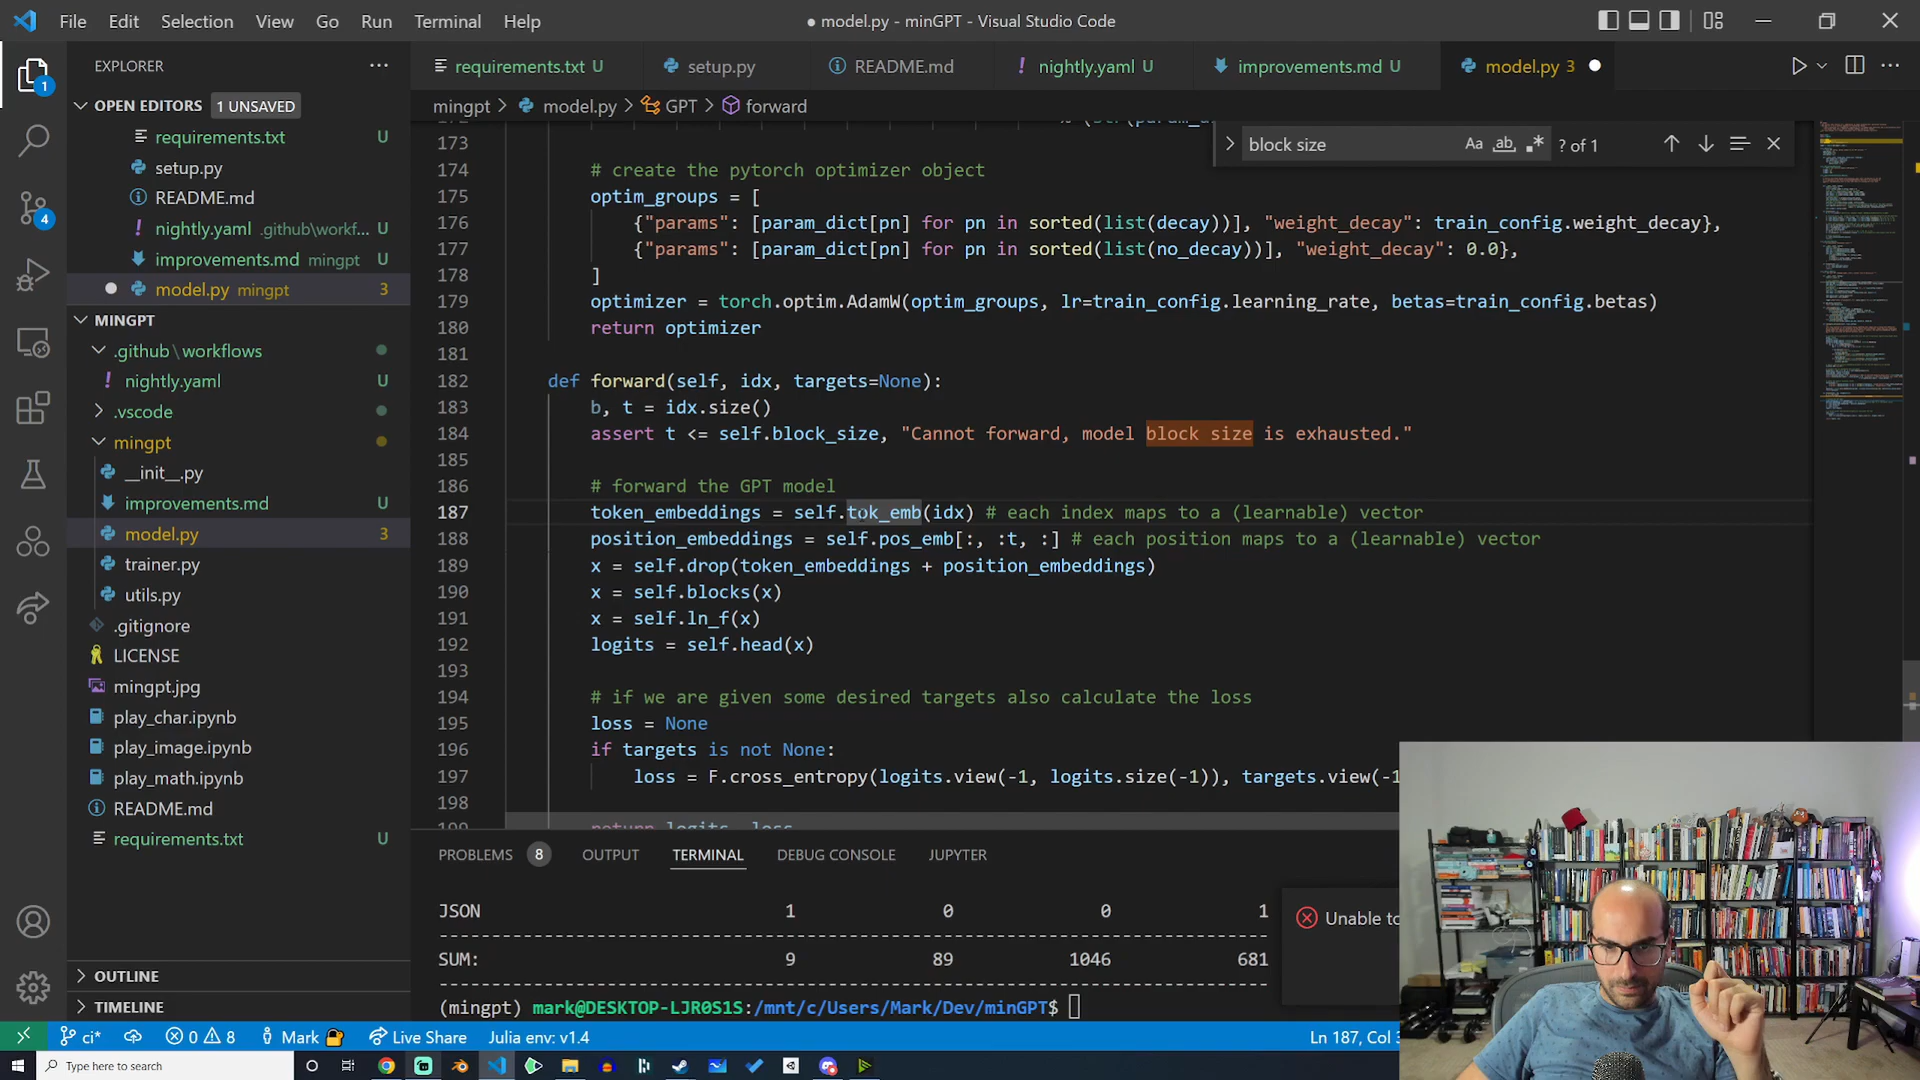 File Edit Selection View Go Run Terminal Help
● model.py - minGPT - Visual Studio Code
EXPLORER
OPEN EDITORS 1 UNSAVED
requirements.txt U
setup.py
README.md
nightly.yaml .github\workf... U
improvements.md mingpt U
model.py mingpt 3
MINGPT
.github\workflows
nightly.yaml U
.vscode
mingpt
__init__.py
improvements.md U
model.py 3
trainer.py
utils.py
.gitignore
LICENSE
mingpt.jpg
play_char.ipynb
play_image.ipynb
play_math.ipynb
README.md
requirements.txt U
OUTLINE
TIMELINE
requirements.txt U setup.py README.md nightly.yaml U improvements.md U model.py 3
mingpt > model.py > GPT > forward
block size Aa ab ? of 1
173
174 # create the pytorch optimizer object
175 optim_groups = [
176 {"params": [param_dict[pn] for pn in sorted(list(decay))], "weight_decay": train_config.weight_decay},
177 {"params": [param_dict[pn] for pn in sorted(list(no_decay))], "weight_decay": 0.0},
178 ]
179 optimizer = torch.optim.AdamW(optim_groups, lr=train_config.learning_rate, betas=train_config.betas)
180 return optimizer
181
182 def forward(self, idx, targets=None):
183 b, t = idx.size()
184 assert t <= self.block_size, "Cannot forward, model block size is exhausted."
185
186 # forward the GPT model
187 token_embeddings = self.tok_emb(idx) # each index maps to a (learnable) vector
188 position_embeddings = self.pos_emb[:, :t, :] # each position maps to a (learnable) vector
189 x = self.drop(token_embeddings + position_embeddings)
190 x = self.blocks(x)
191 x = self.ln_f(x)
192 logits = self.head(x)
193
194 # if we are given some desired targets also calculate the loss
195 loss = None
196 if targets is not None:
197 loss = F.cross_entropy(logits.view(-1, logits.size(-1)), targets.view(-1
198
199 return logits, loss
PROBLEMS 8 OUTPUT TERMINAL DEBUG CONSOLE JUPYTER
JSON 1 0 0 1
SUM: 9 89 1046 681
(mingpt) mark@DESKTOP-LJR0S1S:/mnt/c/Users/Mark/Dev/minGPT$
Unable to
ci* 0 8 Mark Live Share Julia env: v1.4 Ln 187, Col
Type here to search